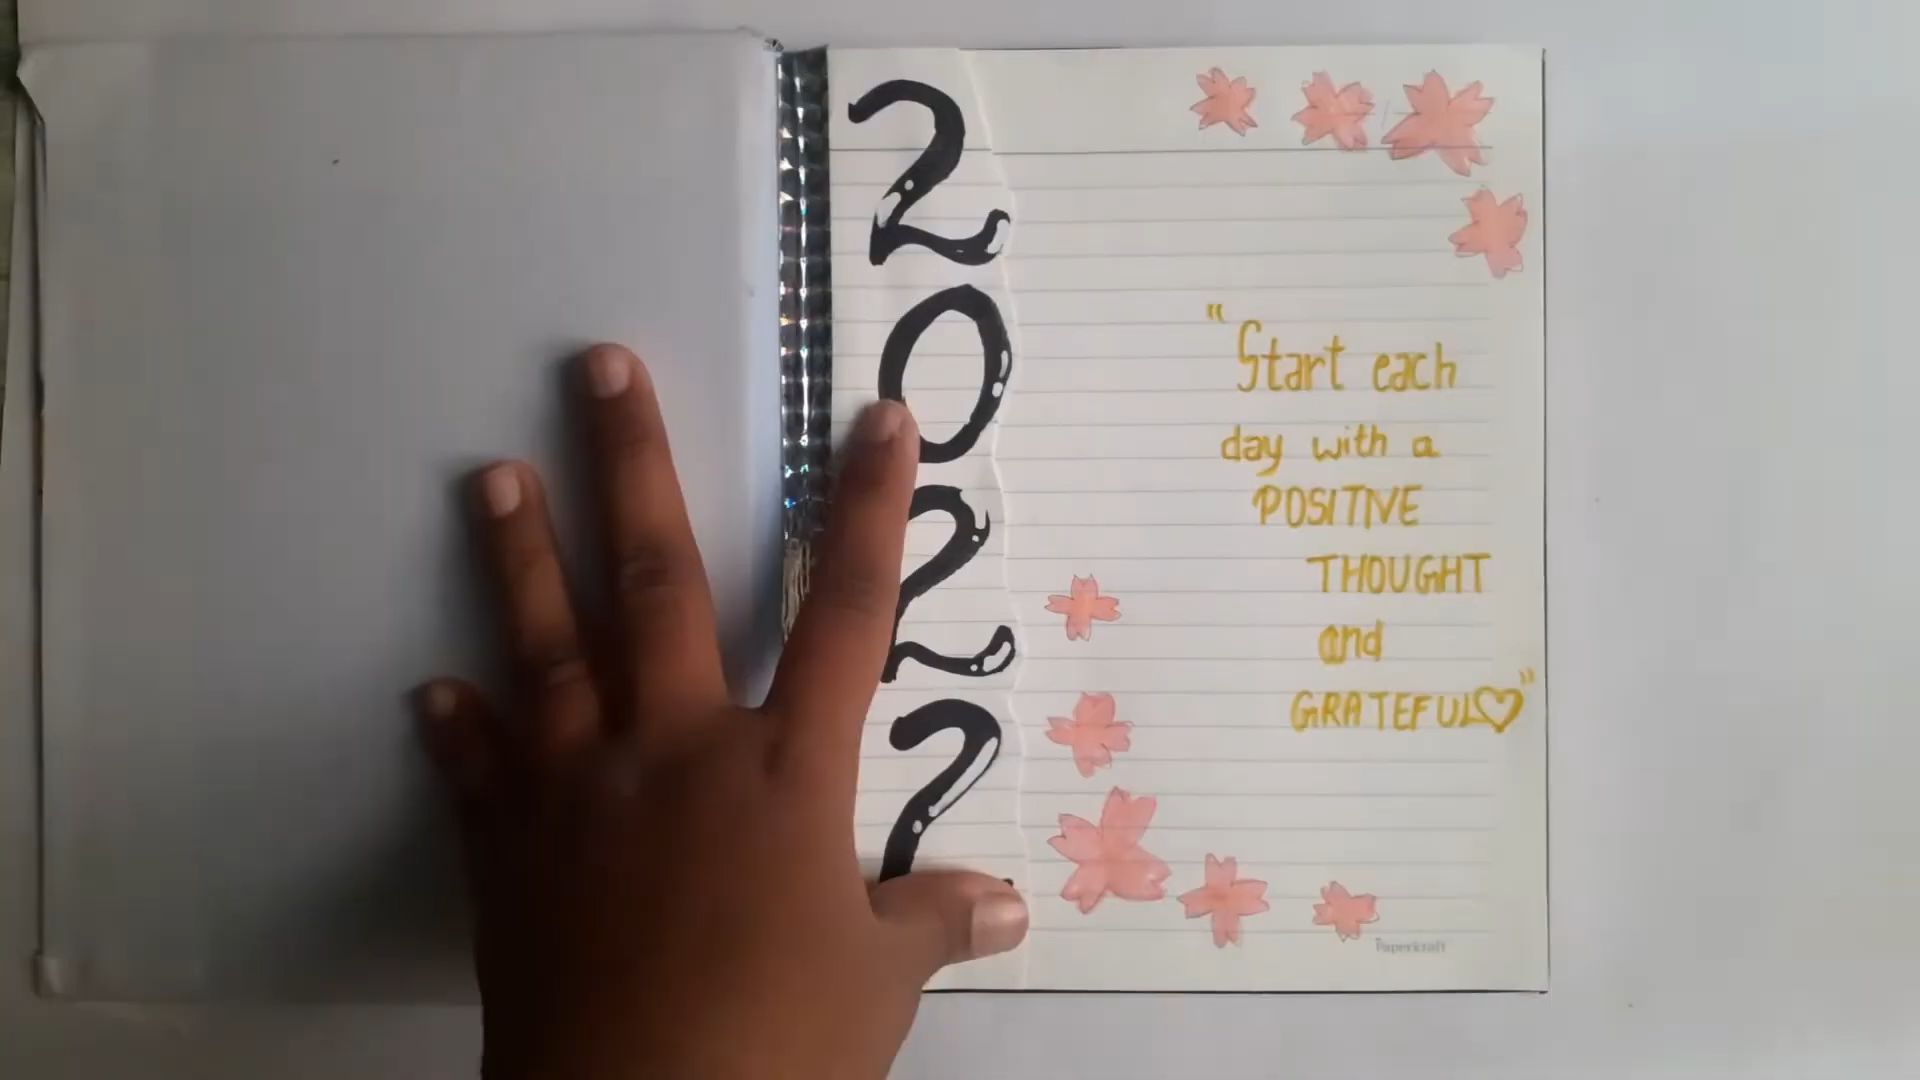 2022
"Start each
day with a
POSITIVE
THOUGHT
and
GRATEFUL♡"
Paperkraft